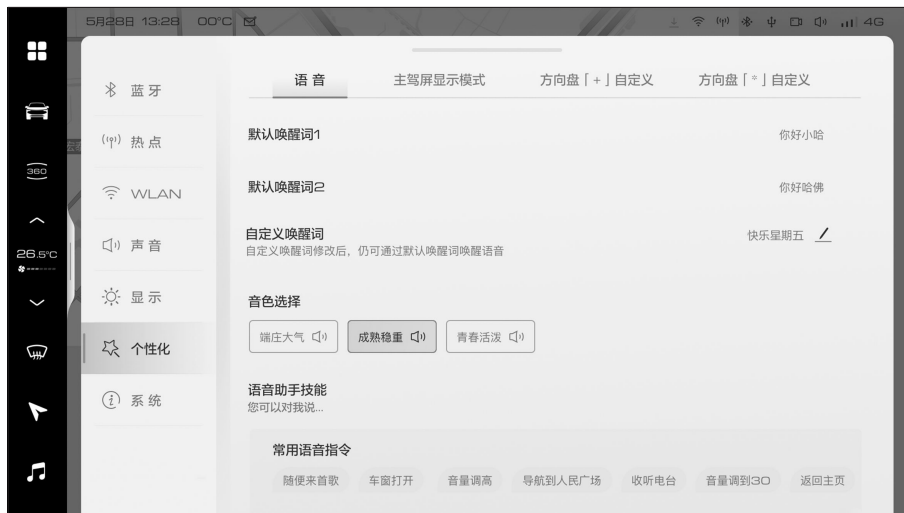 5月28日 13:28 00°C 4G
360
26.5°C
蓝牙
热点
WLAN
声音
显示
个性化
系统
语音 主驾屏显示模式 方向盘「+」自定义 方向盘「*」自定义
默认唤醒词1 你好小哈
默认唤醒词2 你好哈佛
自定义唤醒词 快乐星期五
自定义唤醒词修改后，仍可通过默认唤醒词唤醒语音
音色选择
端庄大气 成熟稳重 青春活泼
语音助手技能
您可以对我说...
常用语音指令
随便来首歌 车窗打开 音量调高 导航到人民广场 收听电台 音量调到30 返回主页